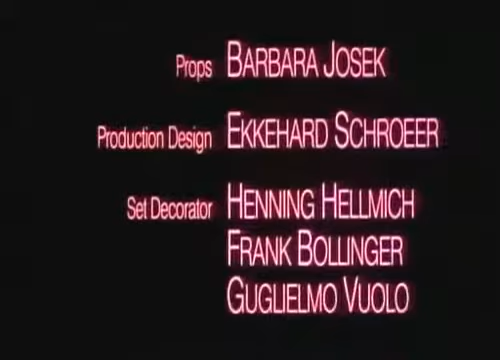 Props BARBARA JOSEK
Production Design EKKEHARD SCHROEER
Set Decorator HENNING HELLMICH
FRANK BOLLINGER
GUGLIELMO VUOLO